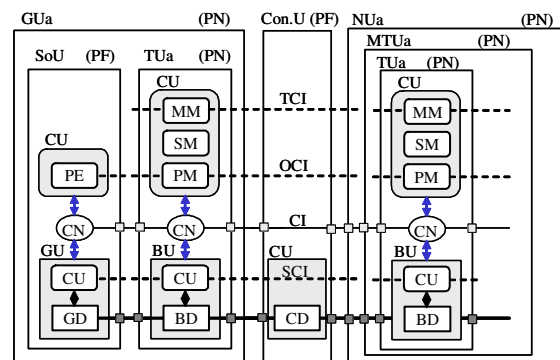 GUa (PN) Con.U (PF) NUa (PN)
SoU (PF) TUa (PN) MTUa (PN)
TUa (PN)
CU CU
MM TCI MM
CU SM SM
PE PM OCI PM
CN CN CI CN
GU BU CU BU
CU CU SCI CU
GD BD CD BD